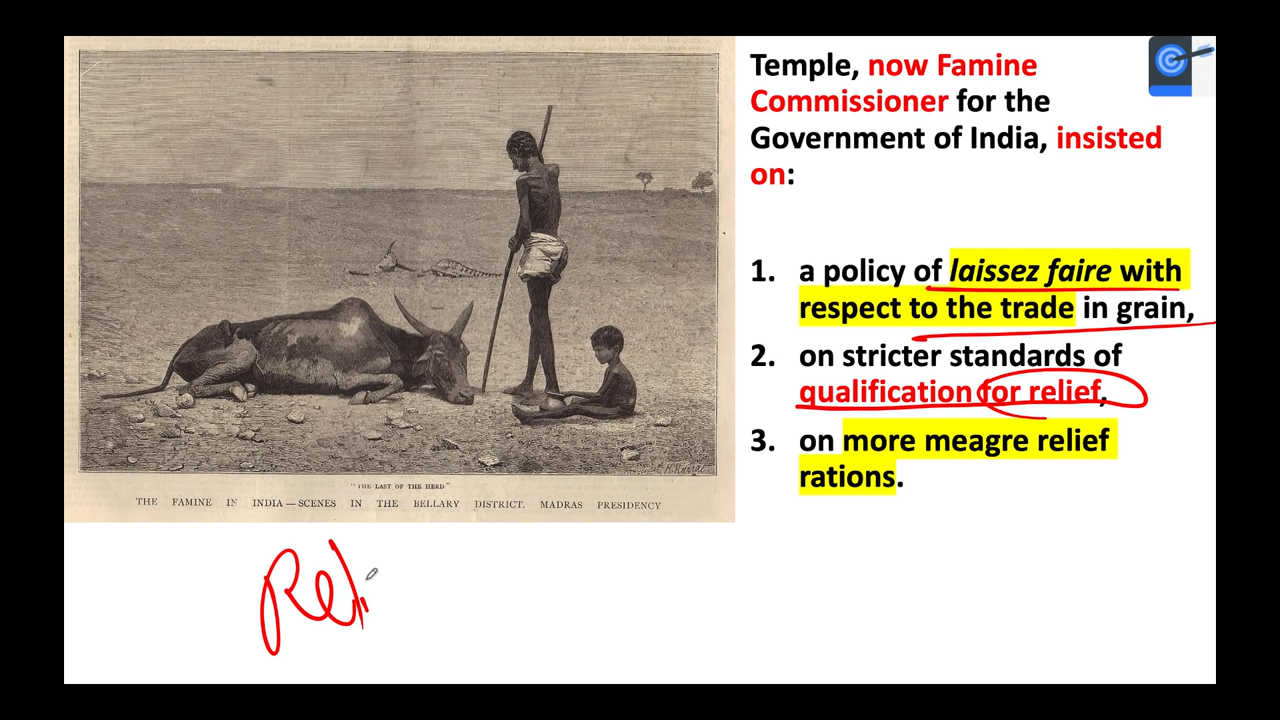 Temple, now Famine
Commissioner for the
Government of India, insisted
on:
1. a policy of laissez faire with
respect to the trade in grain,
2. on stricter standards of
qualification for relief,
3. on more meagre relief
rations.
"THE LAST OF THE HERD"
THE FAMINE IN INDIA—SCENES IN THE BELLARY DISTRICT. MADRAS PRESIDENCY